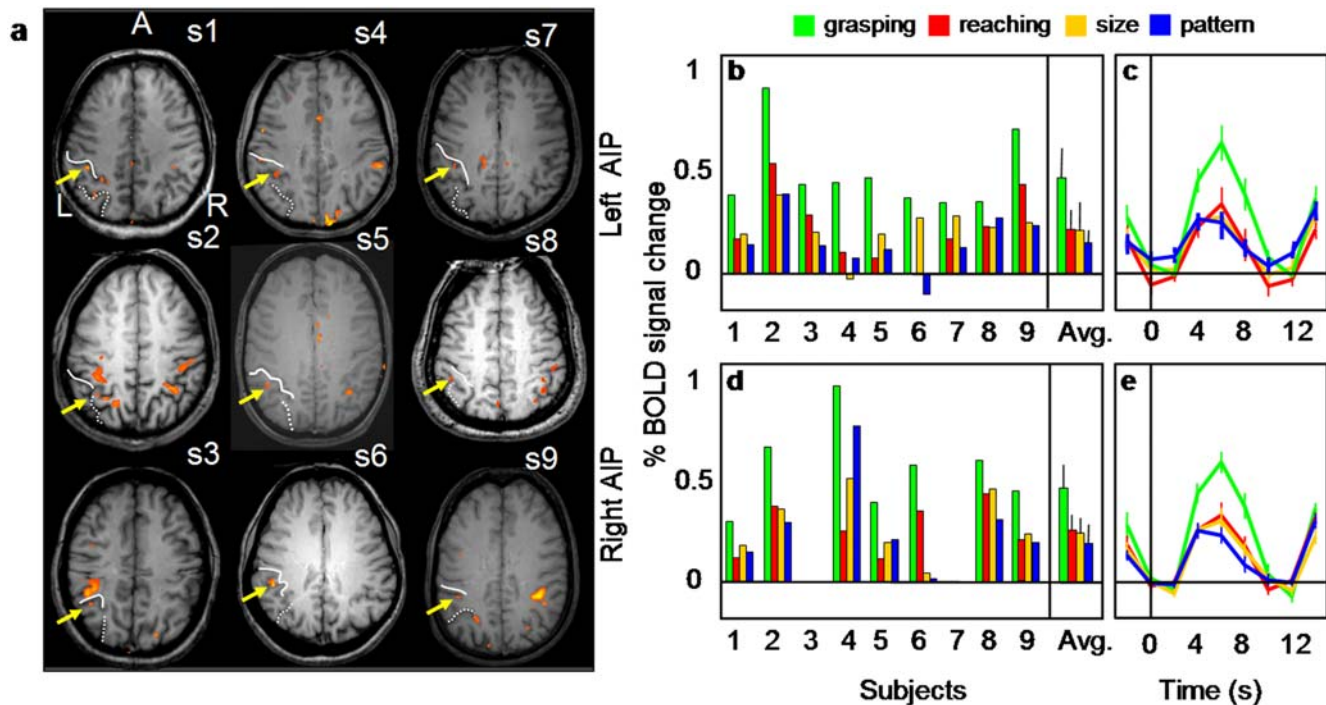 a
A
s1
s4
s7
L
R
s2
s5
s8
s3
s6
s9
Left AIP
Right AIP
grasping reaching size pattern
% BOLD signal change
b
1
0.5
0
1 2 3 4 5 6 7 8 9 Avg.
c
0 4 8 12
d
1
0.5
0
1 2 3 4 5 6 7 8 9 Avg.
e
0 4 8 12
Subjects
Time (s)